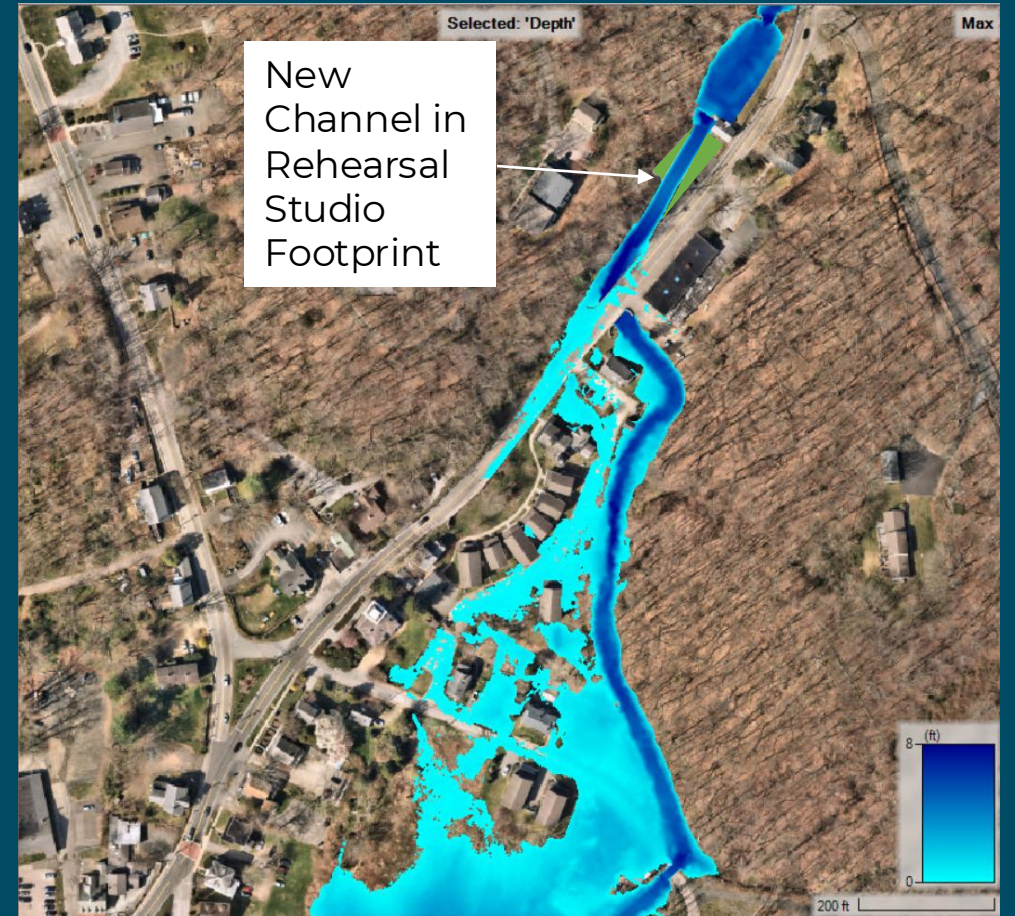 Selected: 'Depth'
Max
New
Channel in
Rehearsal
Studio
Footprint
(ft)
8
0
200 ft